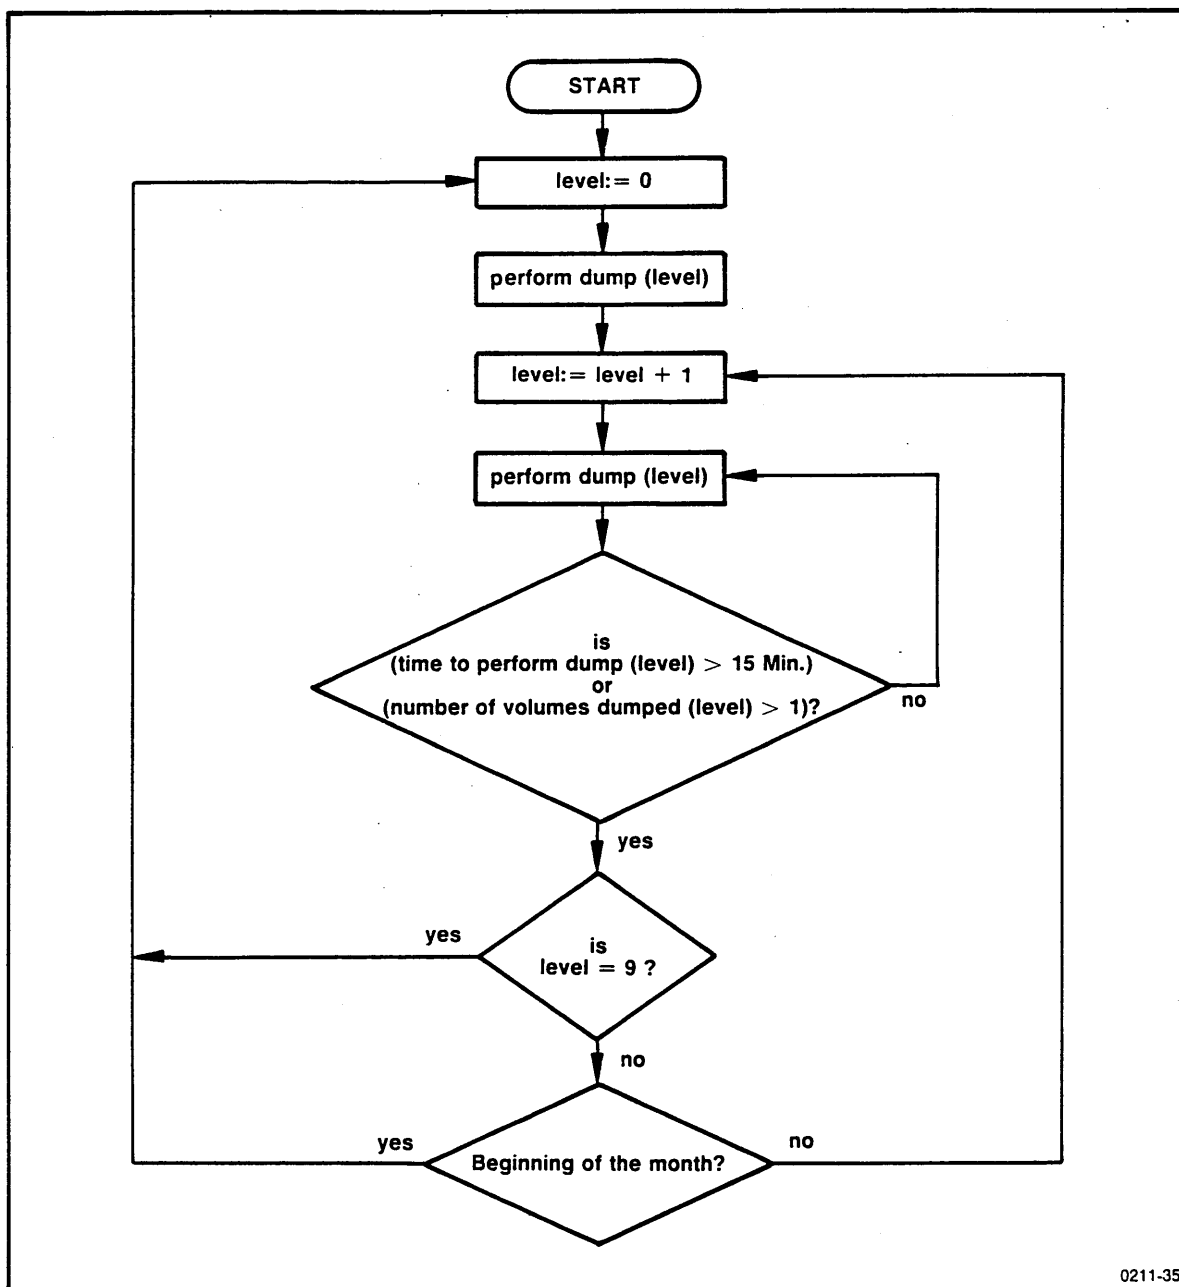 START
level:= 0
perform dump (level)
level:= level + 1
perform dump (level)
is
(time to perform dump (level) > 15 Min.)
or
(number of volumes dumped (level) > 1)?
no
yes
yes
is
level = 9 ?
no
yes
no
Beginning of the month?
0211-35